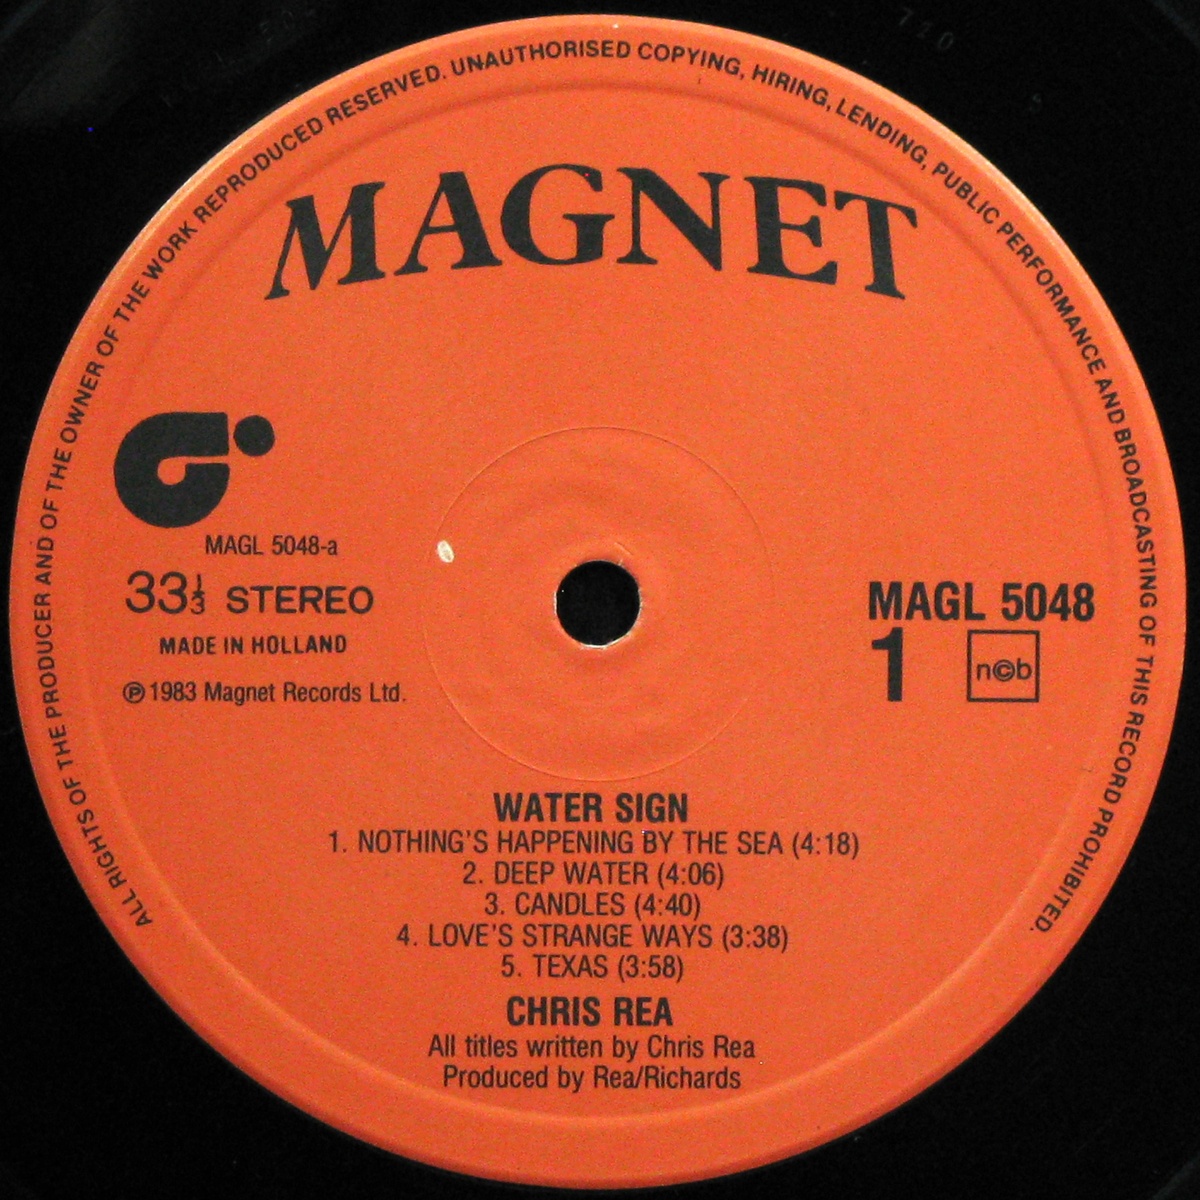 ALL RIGHTS OF THE PRODUCER AND OF THE OWNER OF THE WORK REPRODUCED RESERVED. UNAUTHORISED COPYING, HIRING, LENDING, PUBLIC PERFORMANCE AND BROADCASTING OF THIS RECORD PROHIBITED.
MAGNET
MAGL 5048-a
33⅓ STEREO
MADE IN HOLLAND
℗ 1983 Magnet Records Ltd.
MAGL 5048
1 n©b
WATER SIGN
1. NOTHING'S HAPPENING BY THE SEA (4:18)
2. DEEP WATER (4:06)
3. CANDLES (4:40)
4. LOVE'S STRANGE WAYS (3:38)
5. TEXAS (3:58)
CHRIS REA
All titles written by Chris Rea
Produced by Rea/Richards